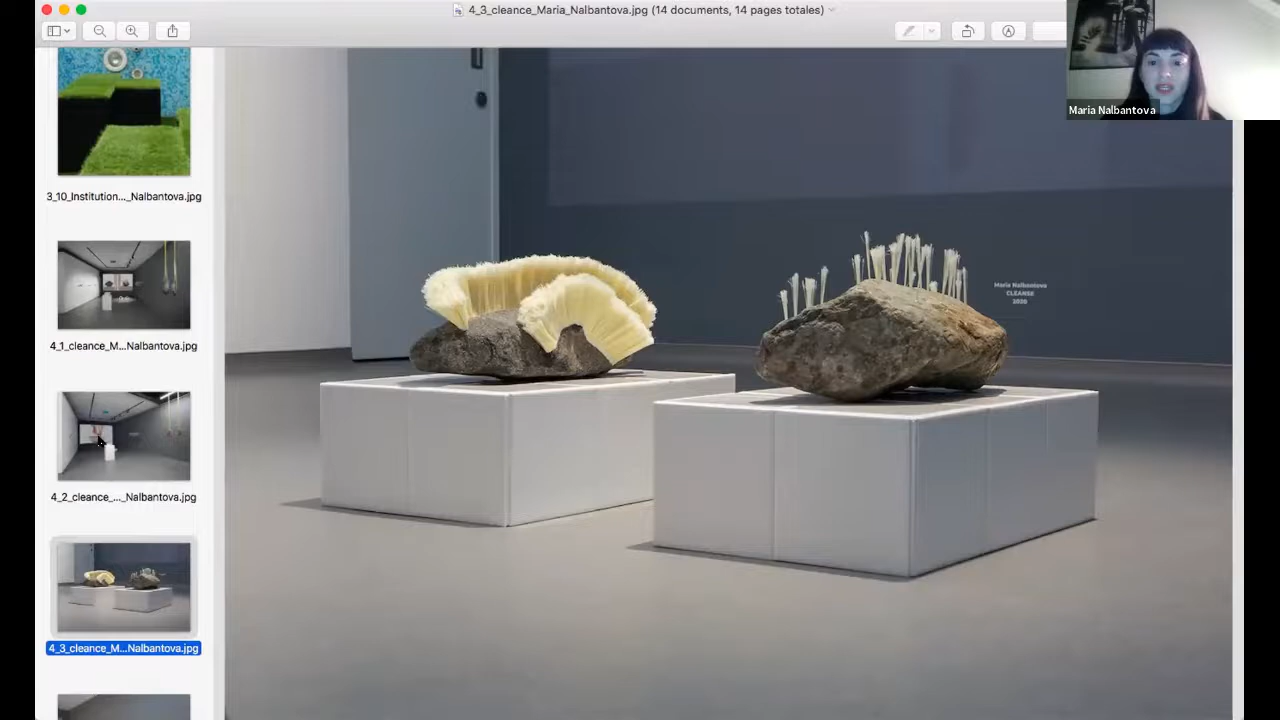 4_3_cleance_Maria_Nalbantova.jpg (14 documents, 14 pages totales)
Maria Nalbantova
3_10_Institution..._Nalbantova.jpg
4_1_cleance_M...Nalbantova.jpg
4_2_cleance_..._Nalbantova.jpg
4_3_cleance_M...Nalbantova.jpg
Maria Nalbantova
CLEANSE
2020